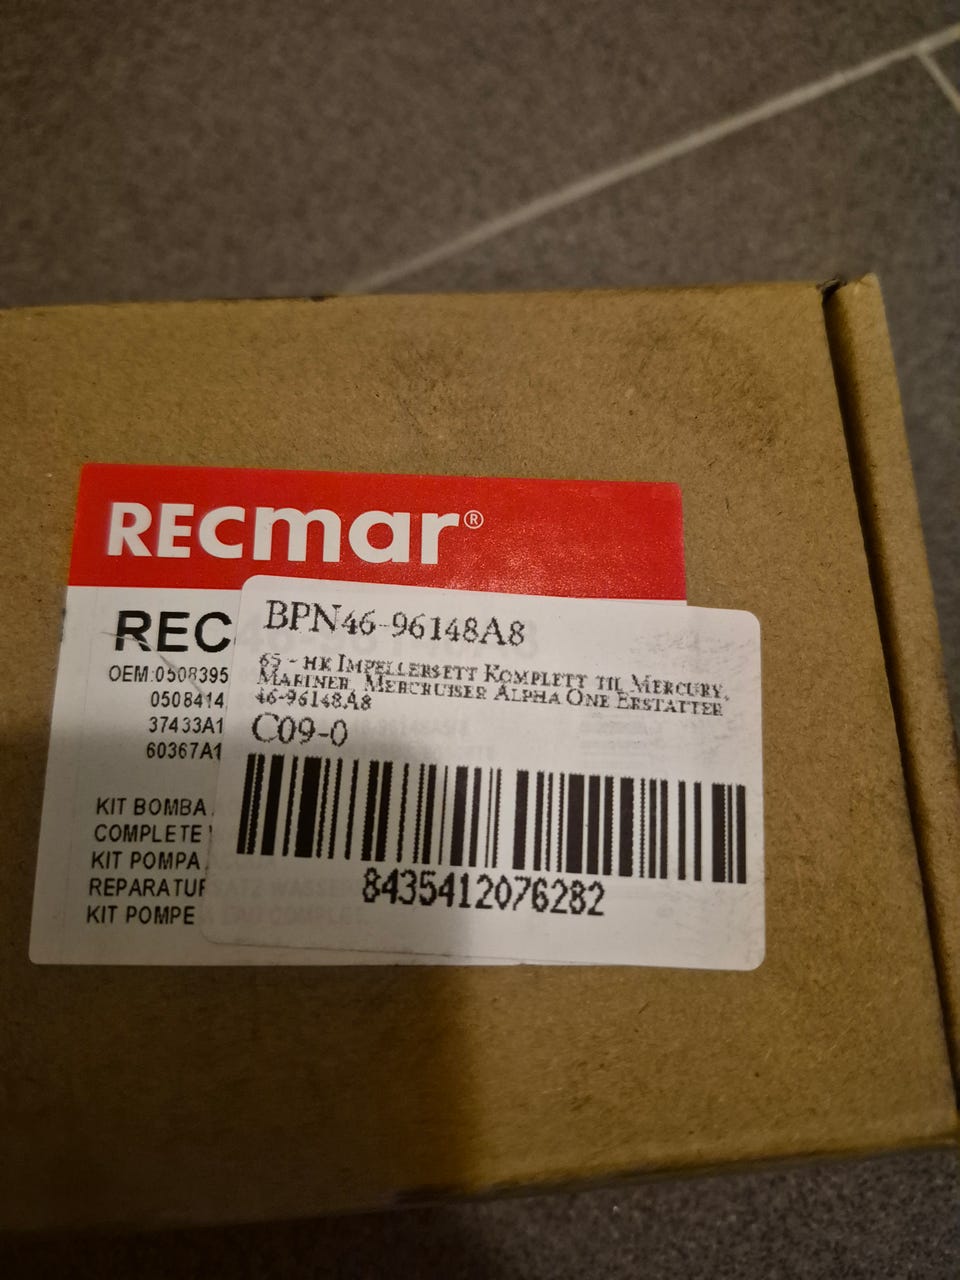 RECmar®
REC
OEM:0508395
0508414
37433A1
60367A1
KIT BOMBA
COMPLETE
KIT POMPA
REPARATUR
KIT POMPE
BPN46-96148A8
65 - HK IMPELLERSETT KOMPLETT TIL MERCURY,
MARINER, MERCRUISER ALPHA ONE ERSTATTER
46-96148A8
C09-0
8435412076282